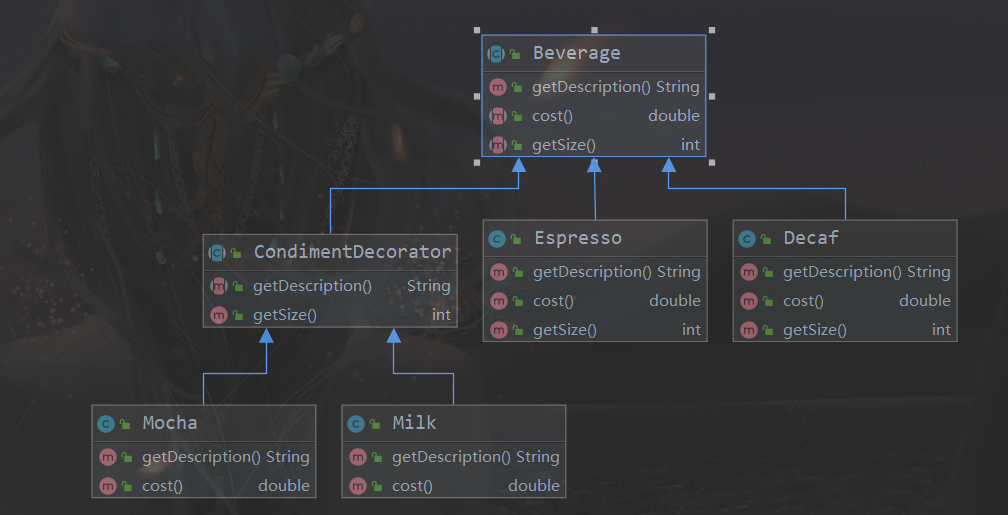 Beverage
getDescription() String
cost() double
getSize() int
CondimentDecorator
getDescription() String
getSize() int
Espresso
getDescription() String
cost() double
getSize() int
Decaf
getDescription() String
cost() double
getSize() int
Mocha
getDescription() String
cost() double
Milk
getDescription() String
cost() double